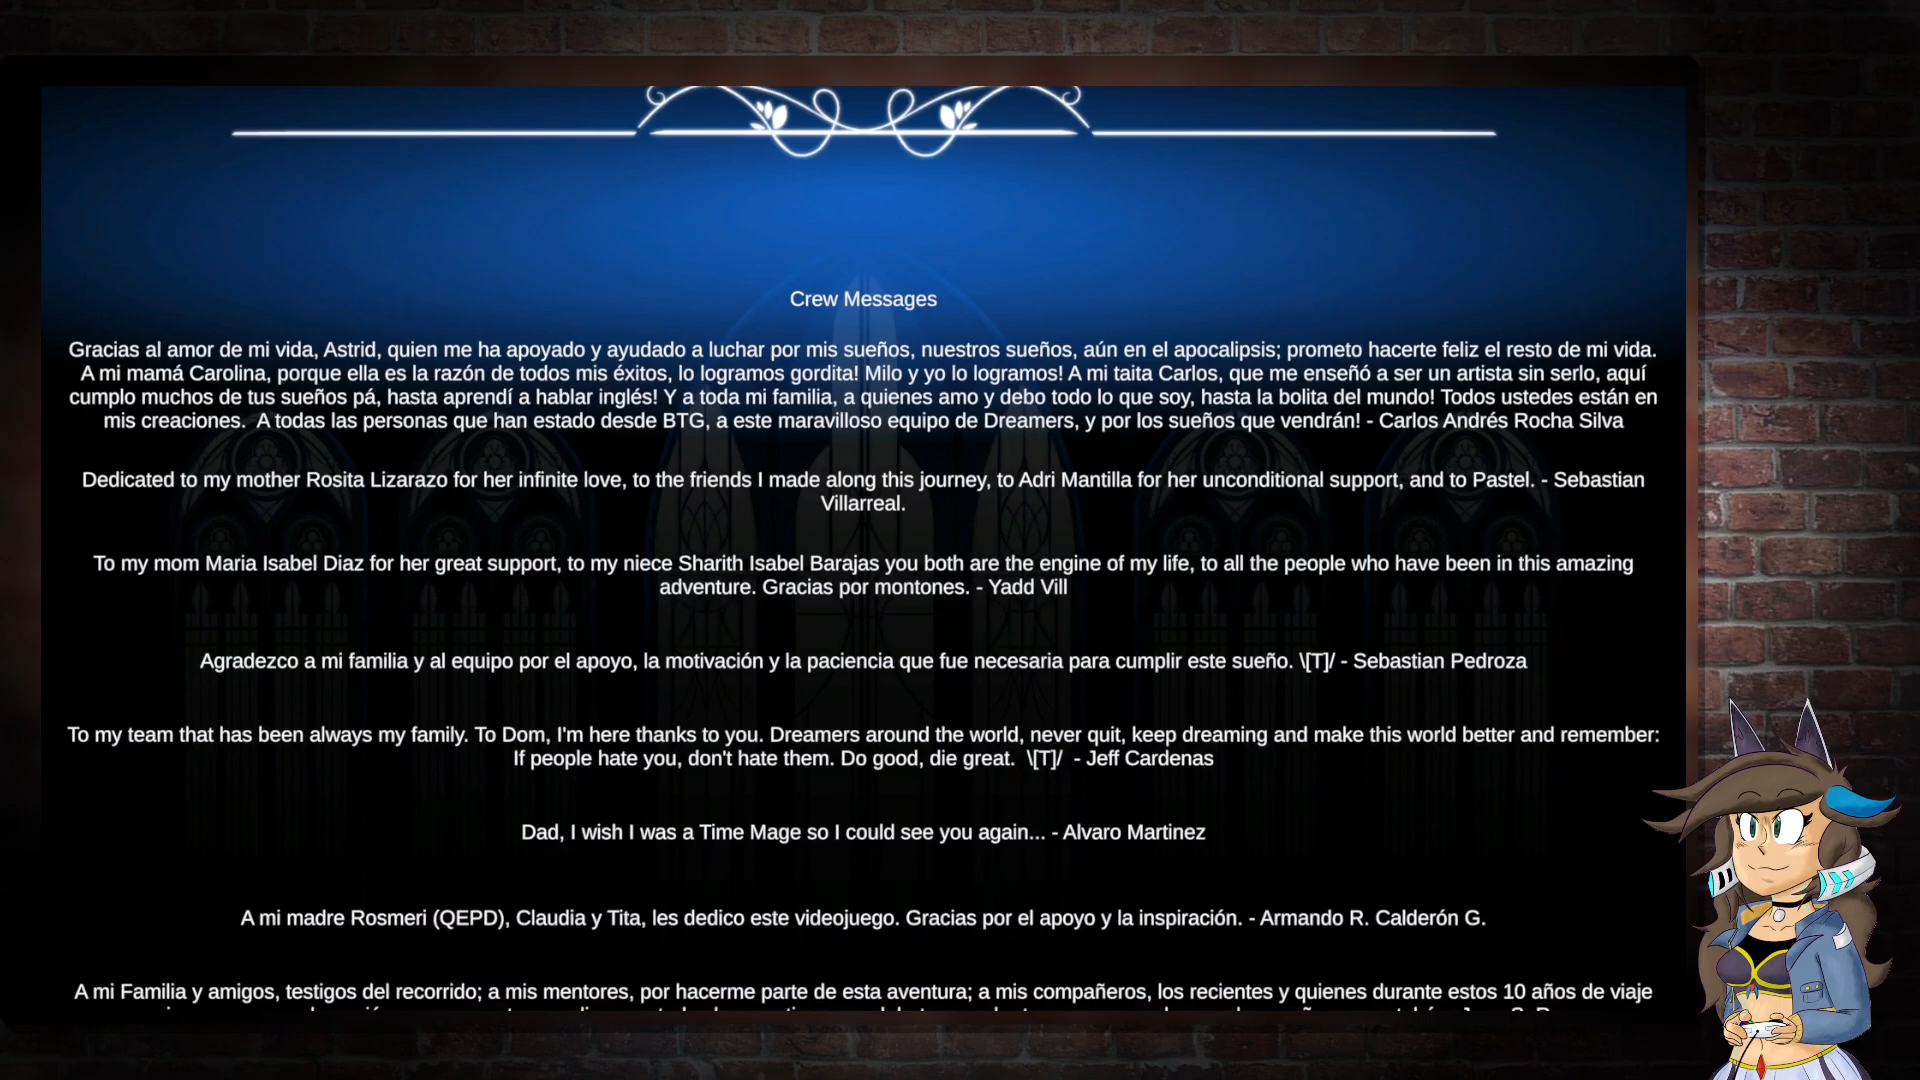 Crew Messages
Gracias al amor de mi vida, Astrid, quien me ha apoyado y ayudado a luchar por mis sueños, nuestros sueños, aún en el apocalipsis; prometo hacerte feliz el resto de mi vida.
A mi mamá Carolina, porque ella es la razón de todos mis éxitos, lo logramos gordita! Milo y yo lo logramos! A mi taita Carlos, que me enseñó a ser un artista sin serlo, aquí
cumplo muchos de tus sueños pá, hasta aprendí a hablar inglés! Y a toda mi familia, a quienes amo y debo todo lo que soy, hasta la bolita del mundo! Todos ustedes están en
mis creaciones.  A todas las personas que han estado desde BTG, a este maravilloso equipo de Dreamers, y por los sueños que vendrán! - Carlos Andrés Rocha Silva
Dedicated to my mother Rosita Lizarazo for her infinite love, to the friends I made along this journey, to Adri Mantilla for her unconditional support, and to Pastel. - Sebastian
Villarreal.
To my mom Maria Isabel Diaz for her great support, to my niece Sharith Isabel Barajas you both are the engine of my life, to all the people who have been in this amazing
adventure. Gracias por montones. - Yadd Vill
Agradezco a mi familia y al equipo por el apoyo, la motivación y la paciencia que fue necesaria para cumplir este sueño. \[T]/ - Sebastian Pedroza
To my team that has been always my family. To Dom, I'm here thanks to you. Dreamers around the world, never quit, keep dreaming and make this world better and remember:
If people hate you, don't hate them. Do good, die great.  \[T]/  - Jeff Cardenas
Dad, I wish I was a Time Mage so I could see you again... - Alvaro Martinez
A mi madre Rosmeri (QEPD), Claudia y Tita, les dedico este videojuego. Gracias por el apoyo y la inspiración. - Armando R. Calderón G.
A mi Familia y amigos, testigos del recorrido; a mis mentores, por hacerme parte de esta aventura; a mis compañeros, los recientes y quienes durante estos 10 años de viaje